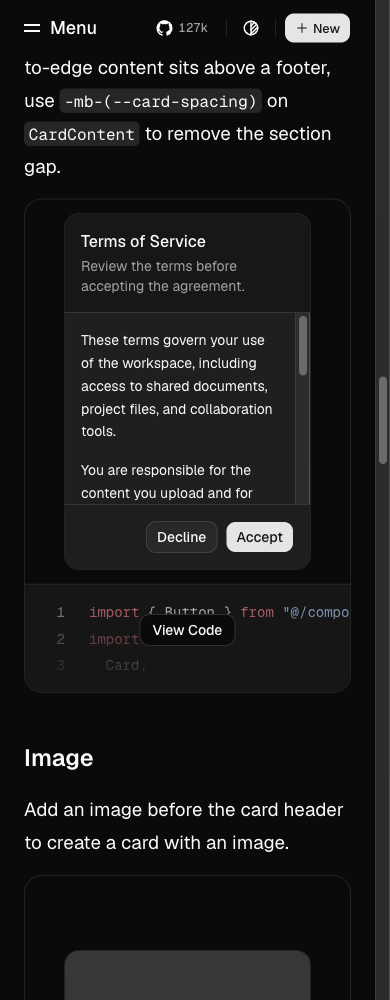 Menu 127k + New
to-edge content sits above a footer,
use -mb-(--card-spacing) on
CardContent to remove the section
gap.
Terms of Service
Review the terms before
accepting the agreement.
These terms govern your use
of the workspace, including
access to shared documents,
project files, and collaboration
tools.
You are responsible for the
content you upload and for
Decline Accept
1 import { Button } from "@/compo
2 import
View Code
3 Card,
Image
Add an image before the card header
to create a card with an image.